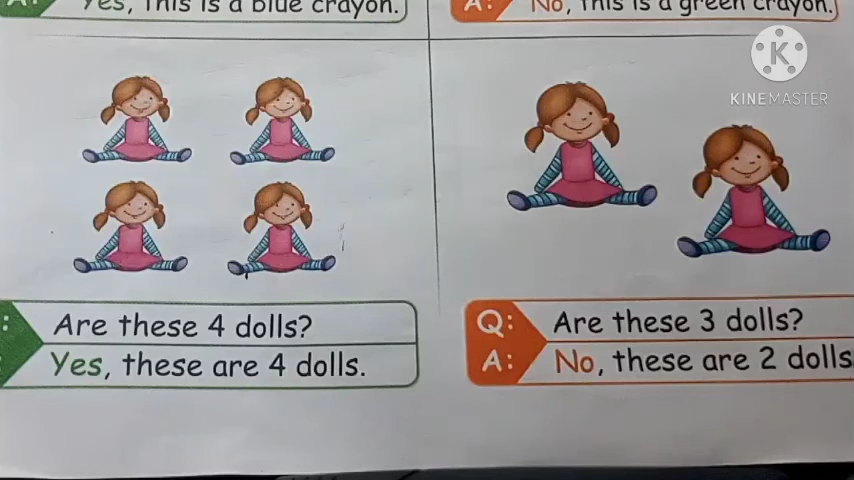 A: Yes, This is a blue crayon.
A: No, This is a green crayon.
K
KINEMASTER
: Are these 4 dolls?
Yes, these are 4 dolls.
Q: Are these 3 dolls?
A: No, these are 2 dolls